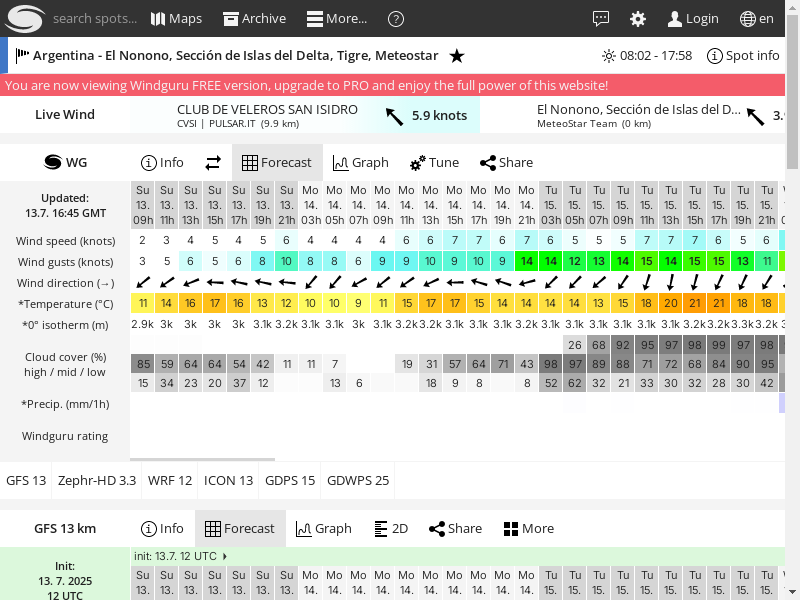 search spots... Maps Archive More... ? Login en
Argentina - El Nonono, Sección de Islas del Delta, Tigre, Meteostar ★ 08:02 - 17:58 Spot info
You are now viewing Windguru FREE version, upgrade to PRO and enjoy the full power of this website!
Live Wind
CLUB DE VELEROS SAN ISIDRO
CVSI | PULSAR.IT (9.9 km)
5.9 knots
El Nonono, Sección de Islas del D...
MeteoStar Team (0 km)
3.
WG Info Forecast Graph Tune Share
Updated:
13.7. 16:45 GMT
Su Su Su Su Su Su Su Mo Mo Mo Mo Mo Mo Mo Mo Mo Mo Tu Tu Tu Tu Tu Tu Tu Tu Tu Tu
13. 13. 13. 13. 13. 13. 13. 14. 14. 14. 14. 14. 14. 14. 14. 14. 14. 15. 15. 15. 15. 15. 15. 15. 15. 15. 15.
09h 11h 13h 15h 17h 19h 21h 03h 05h 07h 09h 11h 13h 15h 17h 19h 21h 03h 05h 07h 09h 11h 13h 15h 17h 19h 21h
Wind speed (knots) 2 3 4 5 4 5 6 4 4 4 4 6 6 7 7 6 7 6 5 5 5 7 7 7 6 5 6
Wind gusts (knots) 3 5 6 5 6 8 10 8 8 6 9 9 10 9 10 9 14 14 12 13 14 15 14 15 15 13 11
Wind direction (→)
*Temperature (°C) 11 14 16 17 16 13 12 10 10 9 11 15 17 17 15 14 14 14 14 13 15 18 20 21 21 18 18
*0° isotherm (m) 2.9k 3k 3k 3k 3k 3.1k 3.2k 3.1k 3.1k 3k 3.1k 3.2k 3.2k 3.1k 3.1k 3.1k 3.2k 3.1k 3.1k 3.1k 3.1k 3.1k 3.1k 3.2k 3.2k 3.3k 3.2k
Cloud cover (%)
high / mid / low
26 68 92 95 97 98 99 97 98
85 59 64 64 54 42 11 11 7 19 31 57 64 71 43 98 97 89 88 71 72 68 84 90 95
15 34 23 20 37 12 13 6 18 9 8 8 52 62 32 21 33 30 32 28 30 42
*Precip. (mm/1h)
Windguru rating
GFS 13 Zephr-HD 3.3 WRF 12 ICON 13 GDPS 15 GDWPS 25
GFS 13 km Info Forecast Graph 2D Share More
Init:
13. 7. 2025
12 UTC
init: 13.7. 12 UTC
Su Su Su Su Su Su Su Mo Mo Mo Mo Mo Mo Mo Mo Mo Mo Tu Tu Tu Tu Tu Tu Tu Tu Tu Tu
13. 13. 13. 13. 13. 13. 13. 14. 14. 14. 14. 14. 14. 14. 14. 14. 14. 15. 15. 15. 15. 15. 15. 15. 15. 15. 15.